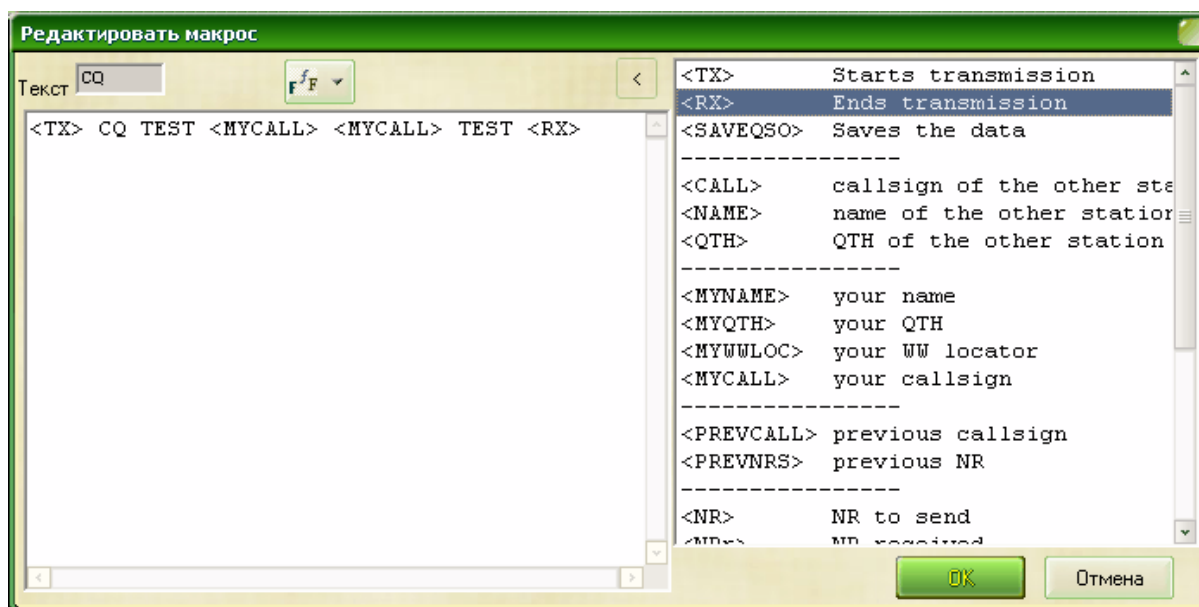 Редактировать макрос
Текст CQ
F f F
<
<TX> CQ TEST <MYCALL> <MYCALL> TEST <RX>
<TX> Starts transmission
<RX> Ends transmission
<SAVEQSO> Saves the data
----------------
<CALL> callsign of the other sta
<NAME> name of the other station
<QTH> QTH of the other station
----------------
<MYNAME> your name
<MYQTH> your QTH
<MYWWLOC> your WW locator
<MYCALL> your callsign
----------------
<PREVCALL> previous callsign
<PREVNRS> previous NR
----------------
<NR> NR to send
<NRr> NR received
OK Отмена